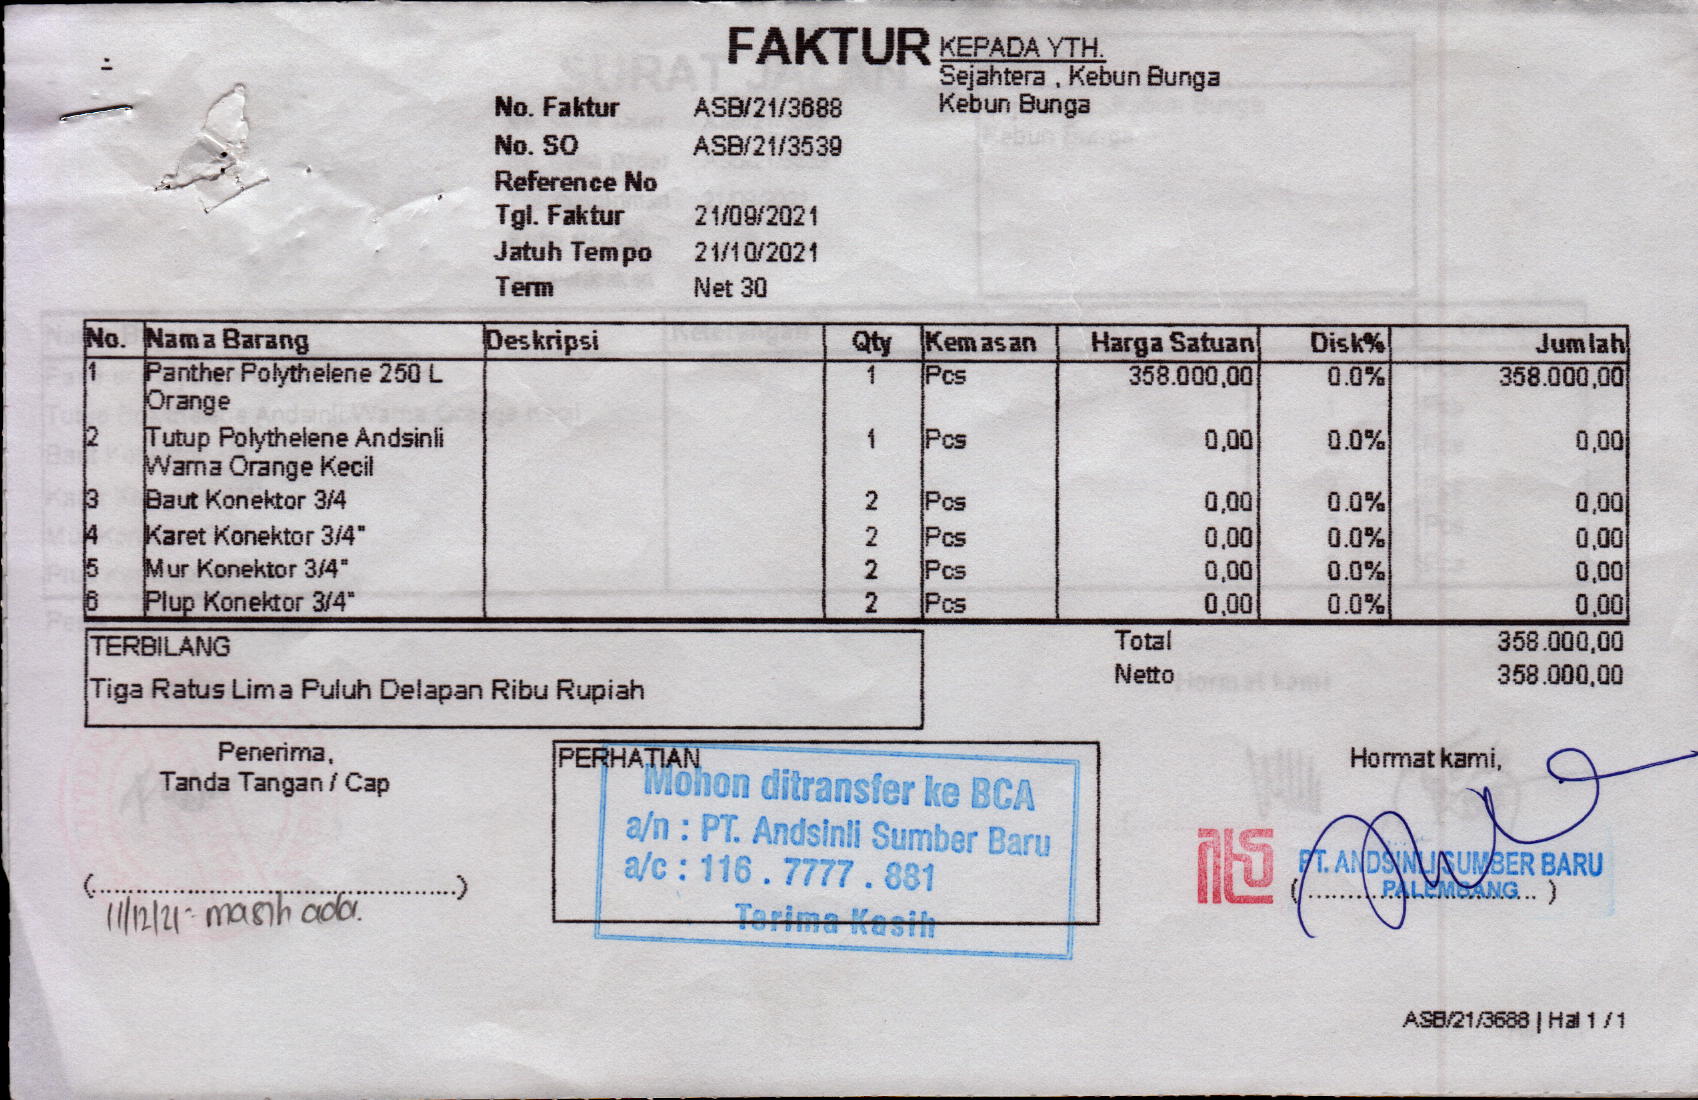 FAKTUR
KEPADA YTH.
Sejahtera , Kebun Bunga
Kebun Bunga
No. Faktur ASB/21/3688
No. SO ASB/21/3539
Reference No
Tgl. Faktur 21/09/2021
Jatuh Tempo 21/10/2021
Term Net 30
No. Nama Barang Deskripsi Qty Kemasan Harga Satuan Disk% Jumlah
1 Panther Polythelene 250 L 1 Pcs 358.000,00 0.0% 358.000,00
Orange
2 Tutup Polythelene Andsinli 1 Pcs 0,00 0.0% 0,00
Warna Orange Kecil
3 Baut Konektor 3/4 2 Pcs 0,00 0.0% 0,00
4 Karet Konektor 3/4" 2 Pcs 0,00 0.0% 0,00
5 Mur Konektor 3/4" 2 Pcs 0,00 0.0% 0,00
6 Plup Konektor 3/4" 2 Pcs 0,00 0.0% 0,00
TERBILANG
Tiga Ratus Lima Puluh Delapan Ribu Rupiah
Total 358.000,00
Netto 358.000,00
Penerima,
Tanda Tangan / Cap
(................................................)
11/12/21 - masih ada.
PERHATIAN
Mohon ditransfer ke BCA
a/n : PT. Andsinli Sumber Baru
a/c : 116 . 7777 . 881
Terima Kasih
Hormat kami,
PT. ANDSINLI SUMBER BARU
PALEMBANG
ASB/21/3688 | Hal 1 / 1